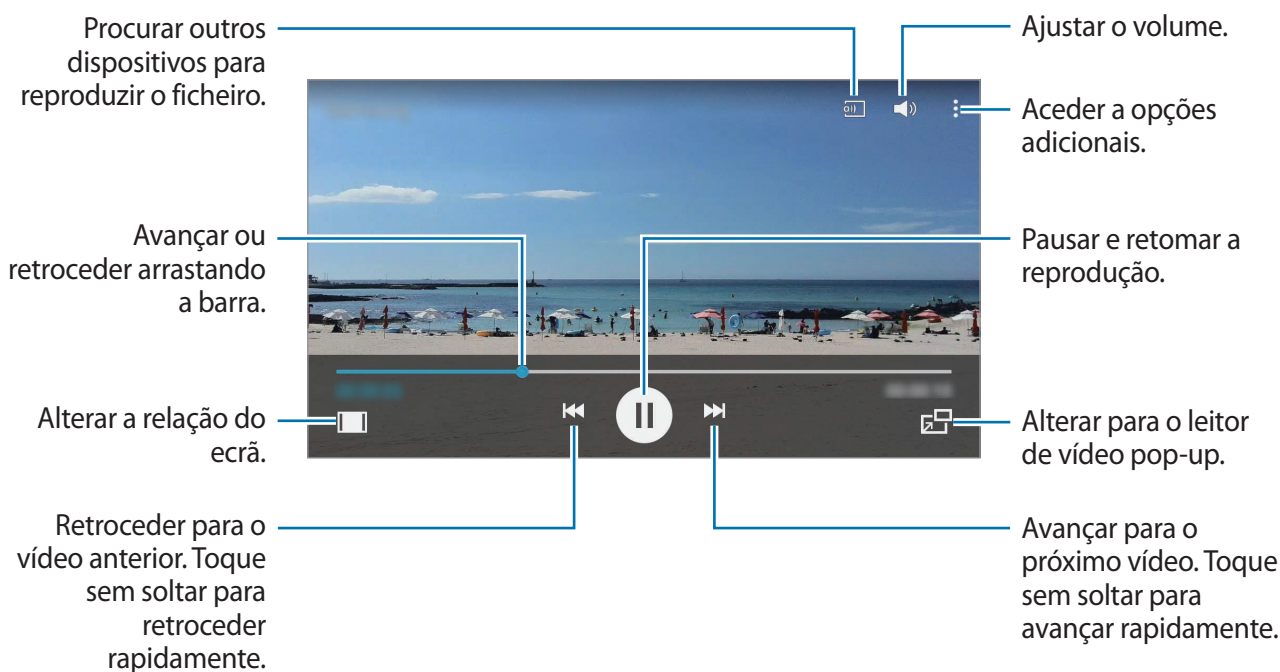 Procurar outros
dispositivos para
reproduzir o ficheiro.
Avançar ou
retroceder arrastando
a barra.
Alterar a relação do
ecrã.
Retroceder para o
vídeo anterior. Toque
sem soltar para
retroceder
rapidamente.
Ajustar o volume.
Aceder a opções
adicionais.
Pausar e retomar a
reprodução.
Alterar para o leitor
de vídeo pop-up.
Avançar para o
próximo vídeo. Toque
sem soltar para
avançar rapidamente.